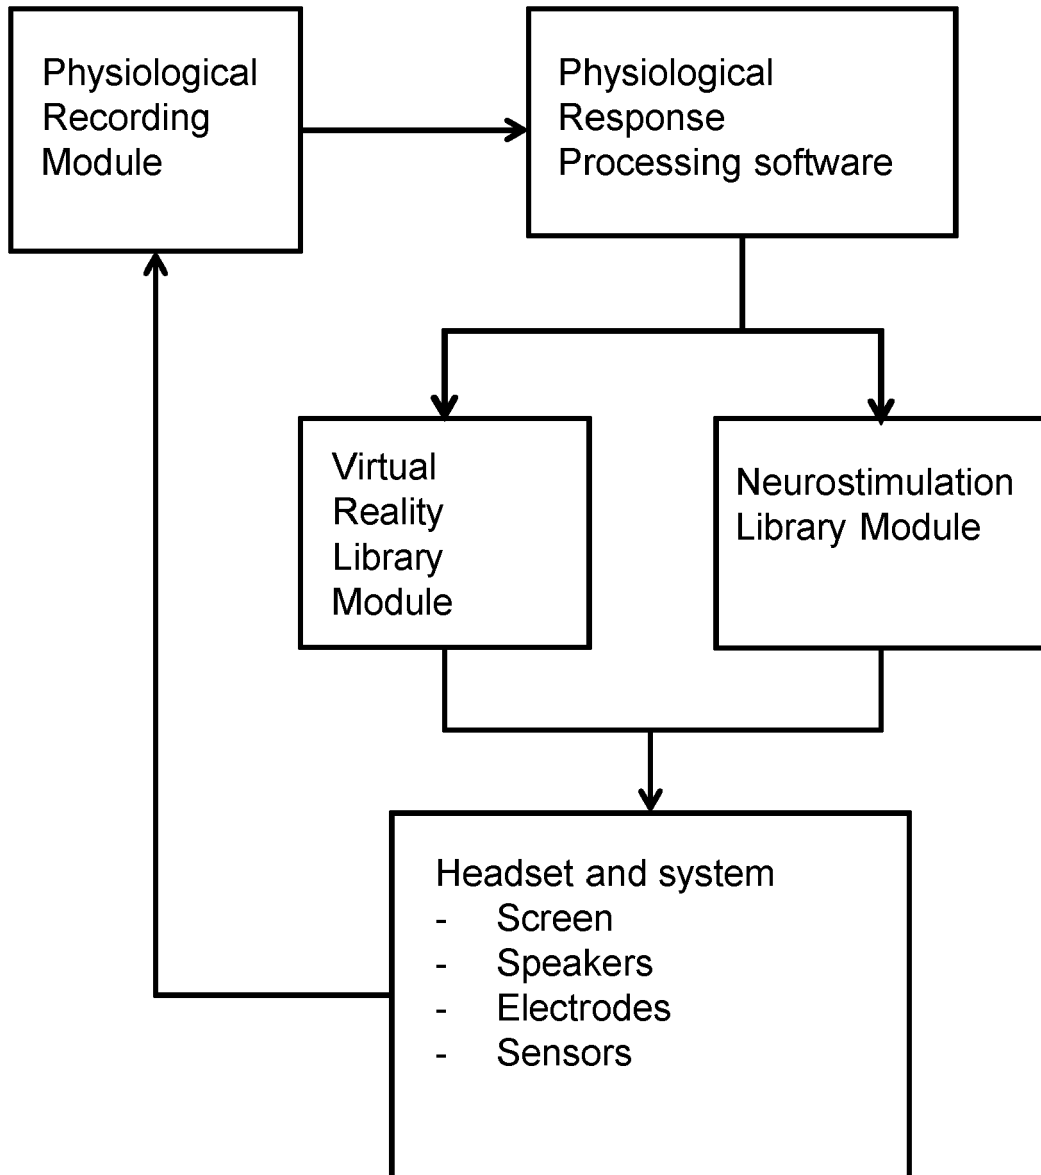 Physiological
Recording
Module
Physiological
Response
Processing software
Virtual
Reality
Library
Module
Neurostimulation
Library Module
Headset and system
- Screen
- Speakers
- Electrodes
- Sensors